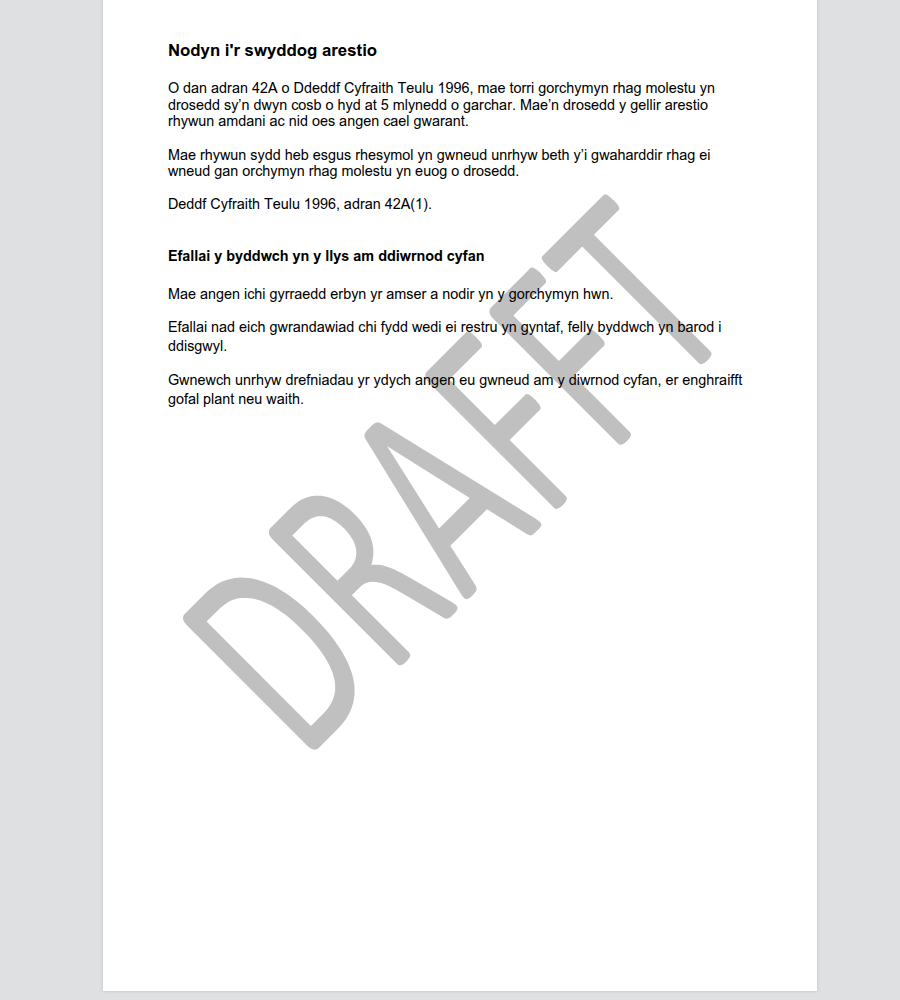 Nodyn i'r swyddog arestio
O dan adran 42A o Ddeddf Cyfraith Teulu 1996, mae torri gorchymyn rhag molestu yn
drosedd sy’n dwyn cosb o hyd at 5 mlynedd o garchar. Mae’n drosedd y gellir arestio
rhywun amdani ac nid oes angen cael gwarant.
Mae rhywun sydd heb esgus rhesymol yn gwneud unrhyw beth y’i gwaharddir rhag ei
wneud gan orchymyn rhag molestu yn euog o drosedd.
Deddf Cyfraith Teulu 1996, adran 42A(1).
Efallai y byddwch yn y llys am ddiwrnod cyfan
Mae angen ichi gyrraedd erbyn yr amser a nodir yn y gorchymyn hwn.
Efallai nad eich gwrandawiad chi fydd wedi ei restru yn gyntaf, felly byddwch yn barod i
ddisgwyl.
Gwnewch unrhyw drefniadau yr ydych angen eu gwneud am y diwrnod cyfan, er enghraifft
gofal plant neu waith.
DRAFFT